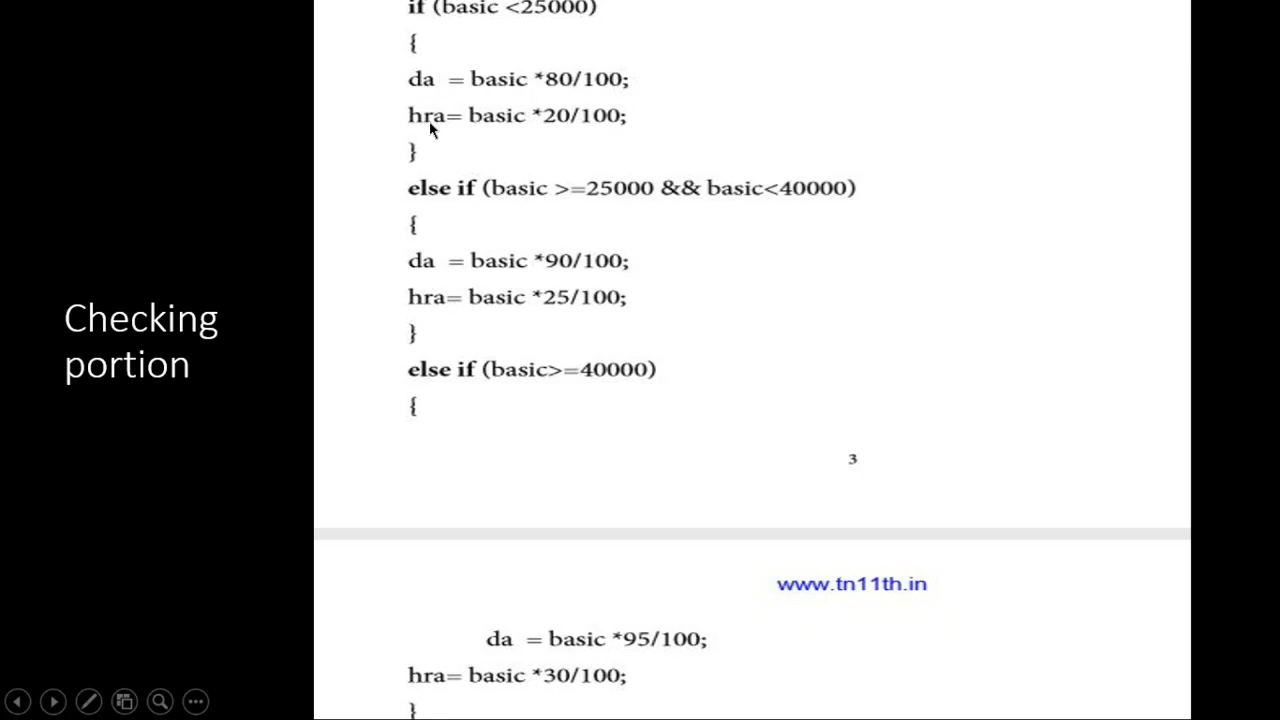 if (basic <25000)
{
da = basic *80/100;
hra= basic *20/100;
}
else if (basic >=25000 && basic<40000)
{
da = basic *90/100;
hra= basic *25/100;
}
else if (basic>=40000)
{
Checking
portion
3
www.tn11th.in
da = basic *95/100;
hra= basic *30/100;
}